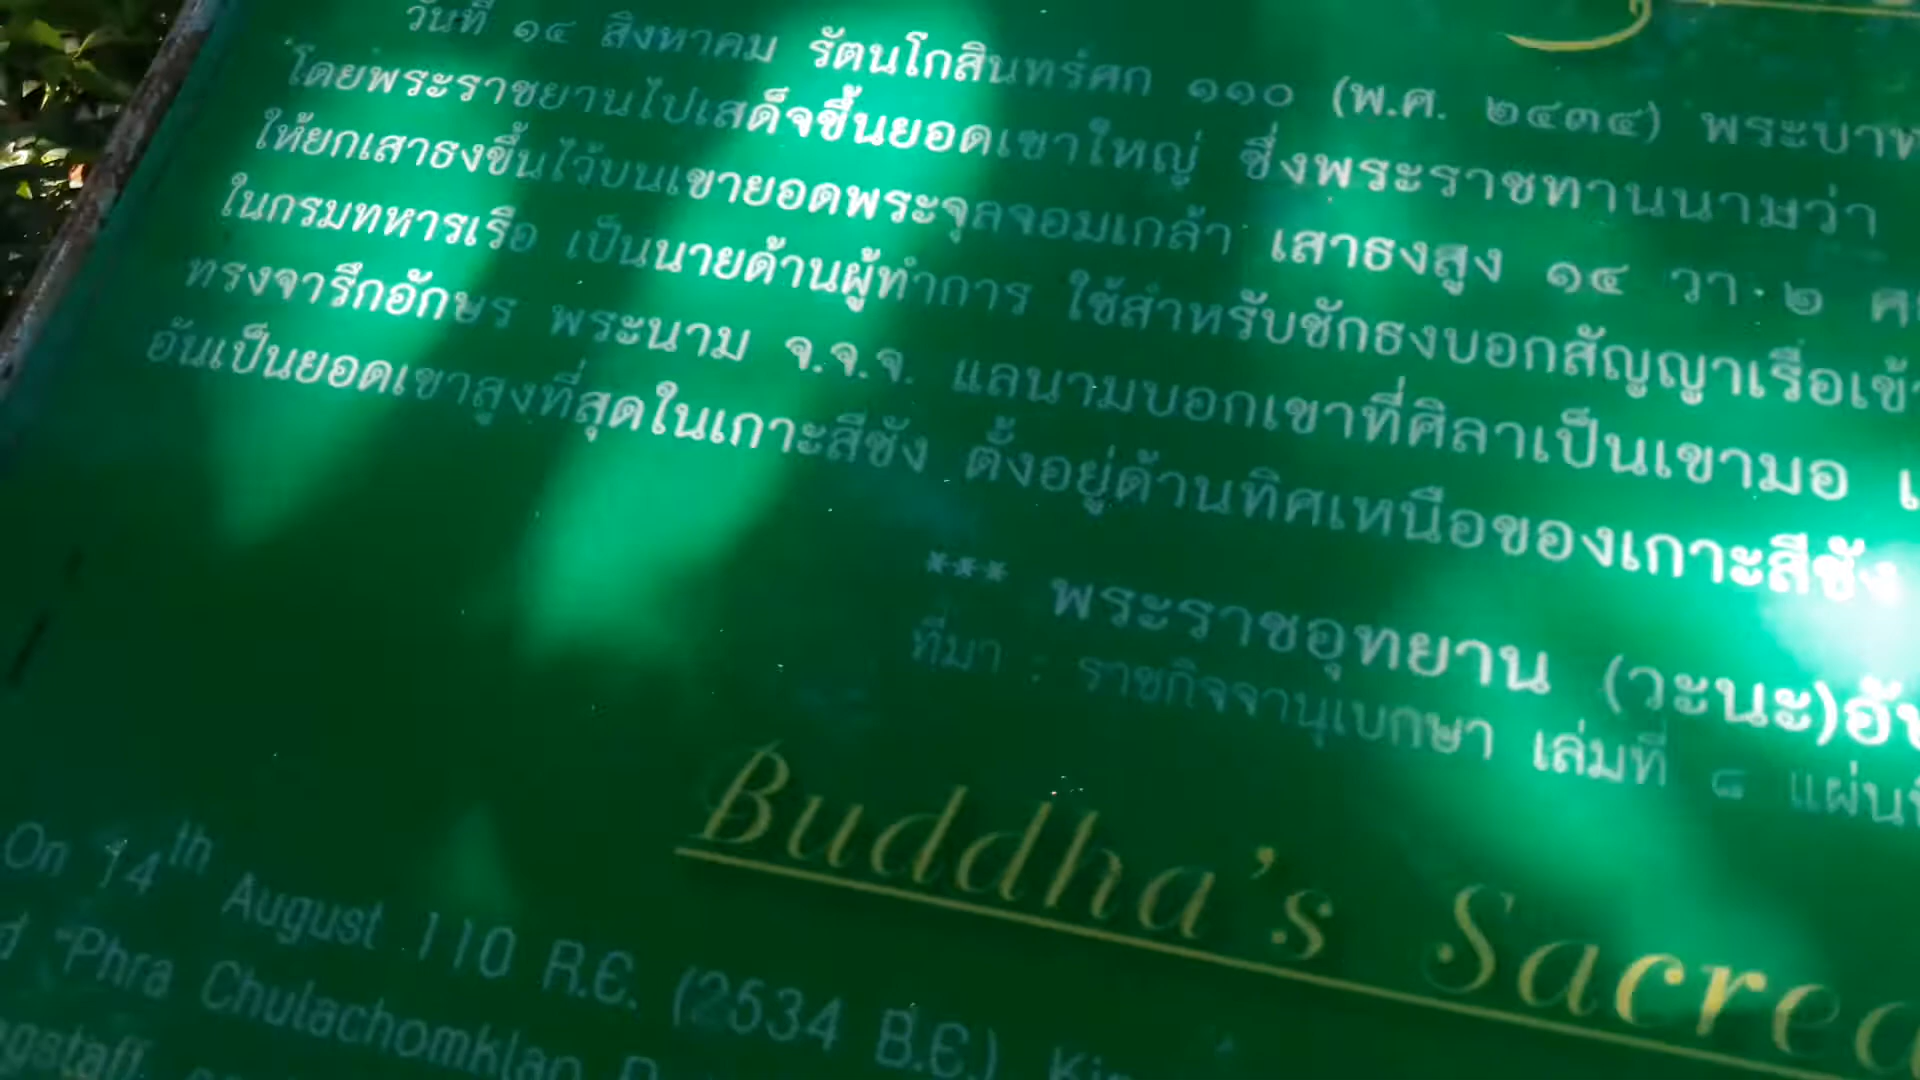 วันที่ ๑๔ สิงหาคม รัตนโกสินทร์ศก ๑๑๐ (พ.ศ. ๒๔๓๔) พระบาท
โดยพระราชยานไปเสด็จขึ้นยอดเขาใหญ่ ซึ่งพระราชทานนามว่า
ให้ยกเสาธงขึ้นไว้บนเขายอดพระจุลจอมเกล้า เสาธงสูง ๑๔ วา ๒
ในกรมทหารเรือ เป็นนายด้านผู้ทำการ ใช้สำหรับชักธงบอกสัญญาเรือเข้า
ทรงจารึกอักษร พระนาม จ.จ.จ. แลนามบอกเขาที่ศิลาเป็นเขามอ
อันเป็นยอดเขาสูงที่สุดในเกาะสีชัง ตั้งอยู่ด้านทิศเหนือของเกาะสีชัง
*** พระราชอุทยาน (วะนะ)อัน
ที่มา : ราชกิจจานุเบกษา เล่มที่ ๘ แผ่นที่
Buddha's Sacre
On 14th August 110 R.E. (2534 B.E.)
d "Phra Chulachomklao
gstaff